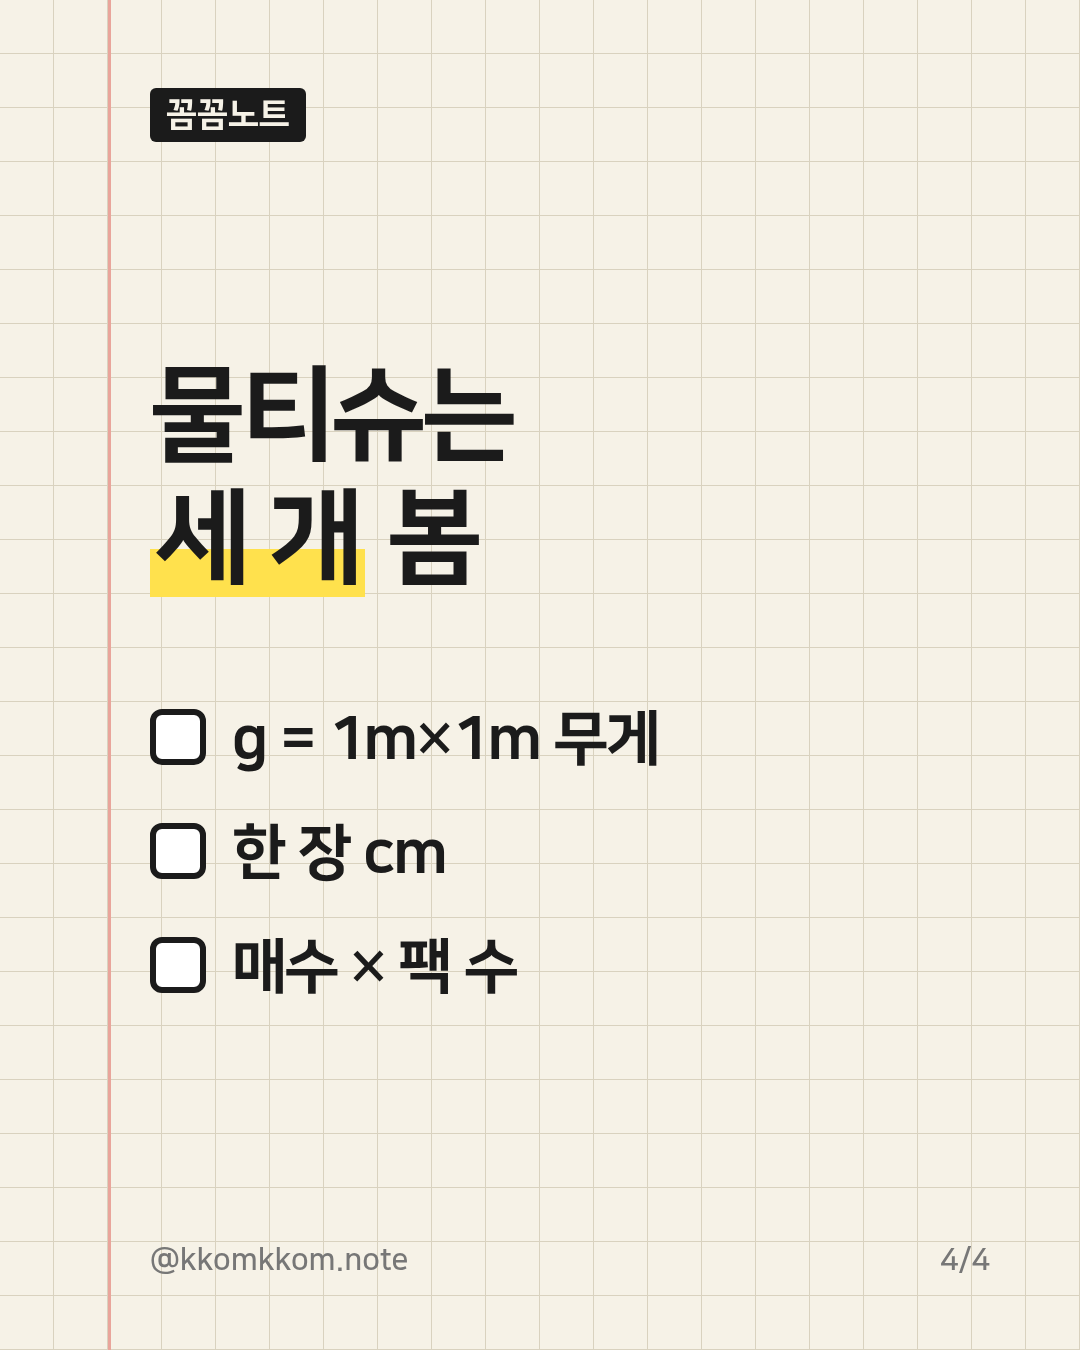 꼼꼼노트
물티슈는
세 개 봄
g = 1m×1m 무게
한 장 cm
매수 × 팩 수
@kkomkkom.note
4/4